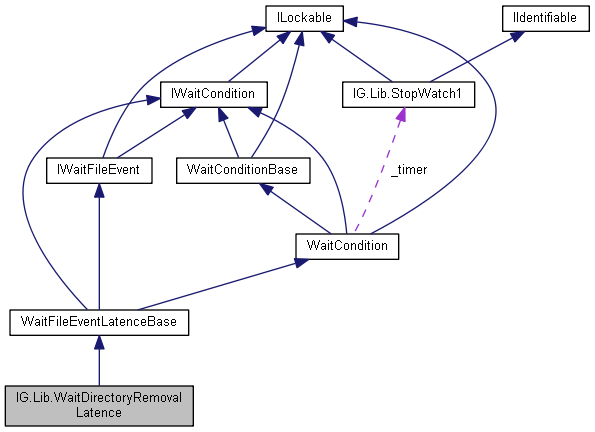 ILockable
IIdentifiable
IWaitCondition
IG.Lib.StopWatch1
IWaitFileEvent
WaitConditionBase
_timer
WaitCondition
WaitFileEventLatenceBase
IG.Lib.WaitDirectoryRemoval
Latence